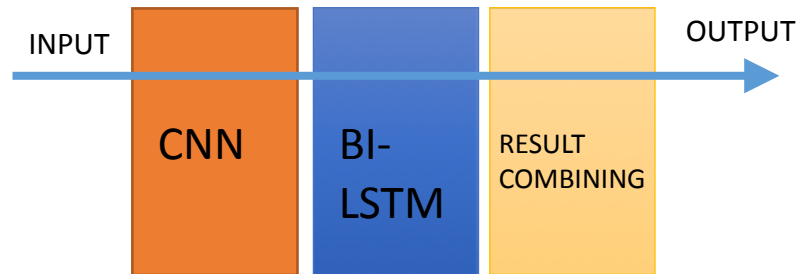 INPUT
OUTPUT
CNN
BI-
LSTM
RESULT
COMBINING